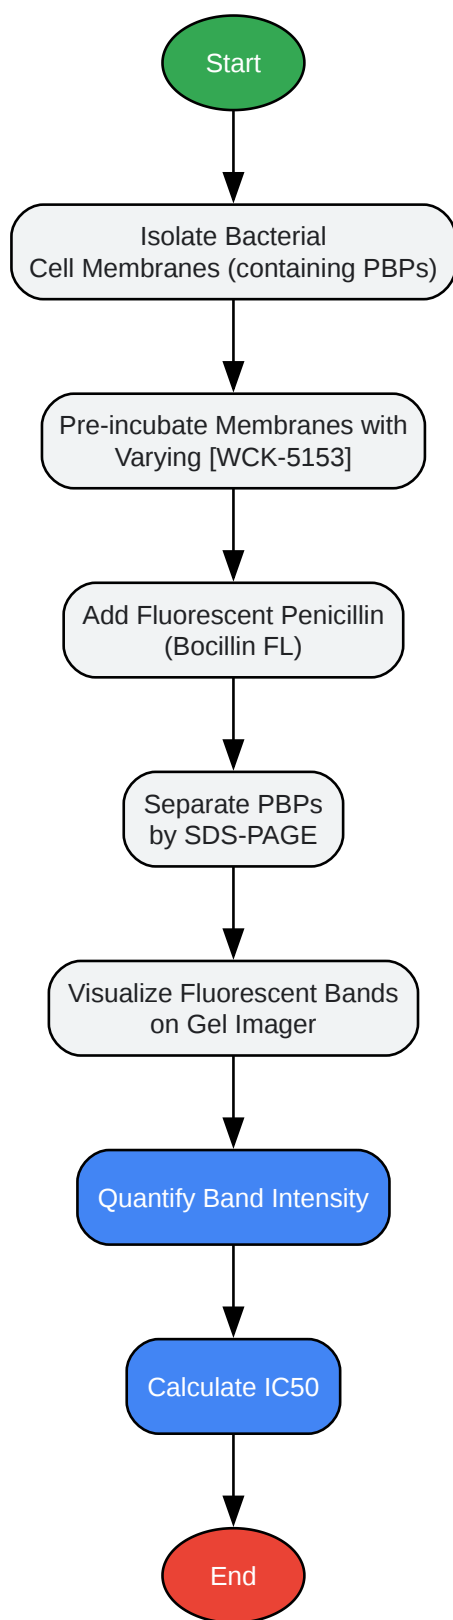 Start
Isolate Bacterial
Cell Membranes (containing PBPs)
Pre-incubate Membranes with
Varying [WCK-5153]
Add Fluorescent Penicillin
(Bocillin FL)
Separate PBPs
by SDS-PAGE
Visualize Fluorescent Bands
on Gel Imager
Quantify Band Intensity
Calculate IC50
End